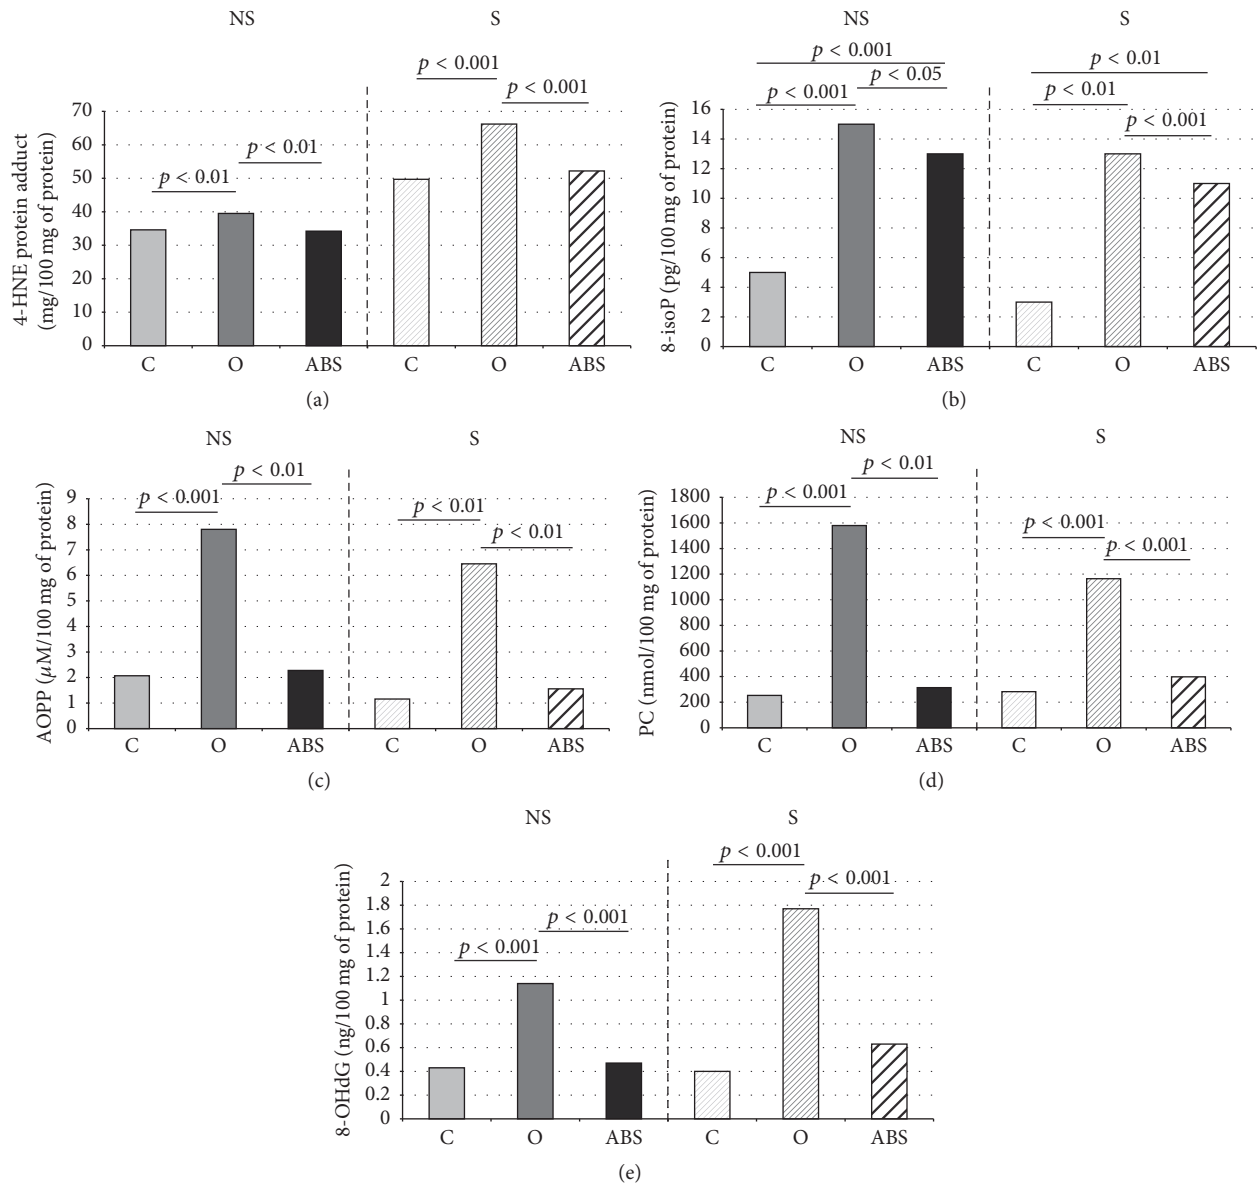 NS S
p < 0.001
p < 0.001
p < 0.01
p < 0.01
4-HNE protein adduct
(mg/100 mg of protein)
70
60
50
40
30
20
10
0
C O ABS C O ABS
(a)
NS S
p < 0.001 p < 0.01
p < 0.05
p < 0.001 p < 0.01
p < 0.001
8-isoP (pg/100 mg of protein)
16
14
12
10
8
6
4
2
0
C O ABS C O ABS
(b)
NS S
p < 0.01
p < 0.001 p < 0.01
p < 0.01
AOPP (μM/100 mg of protein)
9
8
7
6
5
4
3
2
1
0
C O ABS C O ABS
(c)
NS S
p < 0.01
p < 0.001
p < 0.001
p < 0.001
PC (nmol/100 mg of protein)
1800
1600
1400
1200
1000
800
600
400
200
0
C O ABS C O ABS
(d)
NS S
p < 0.001
p < 0.001
p < 0.001
p < 0.001
8-OHdG (ng/100 mg of protein)
2
1.8
1.6
1.4
1.2
1
0.8
0.6
0.4
0.2
0
C O ABS C O ABS
(e)